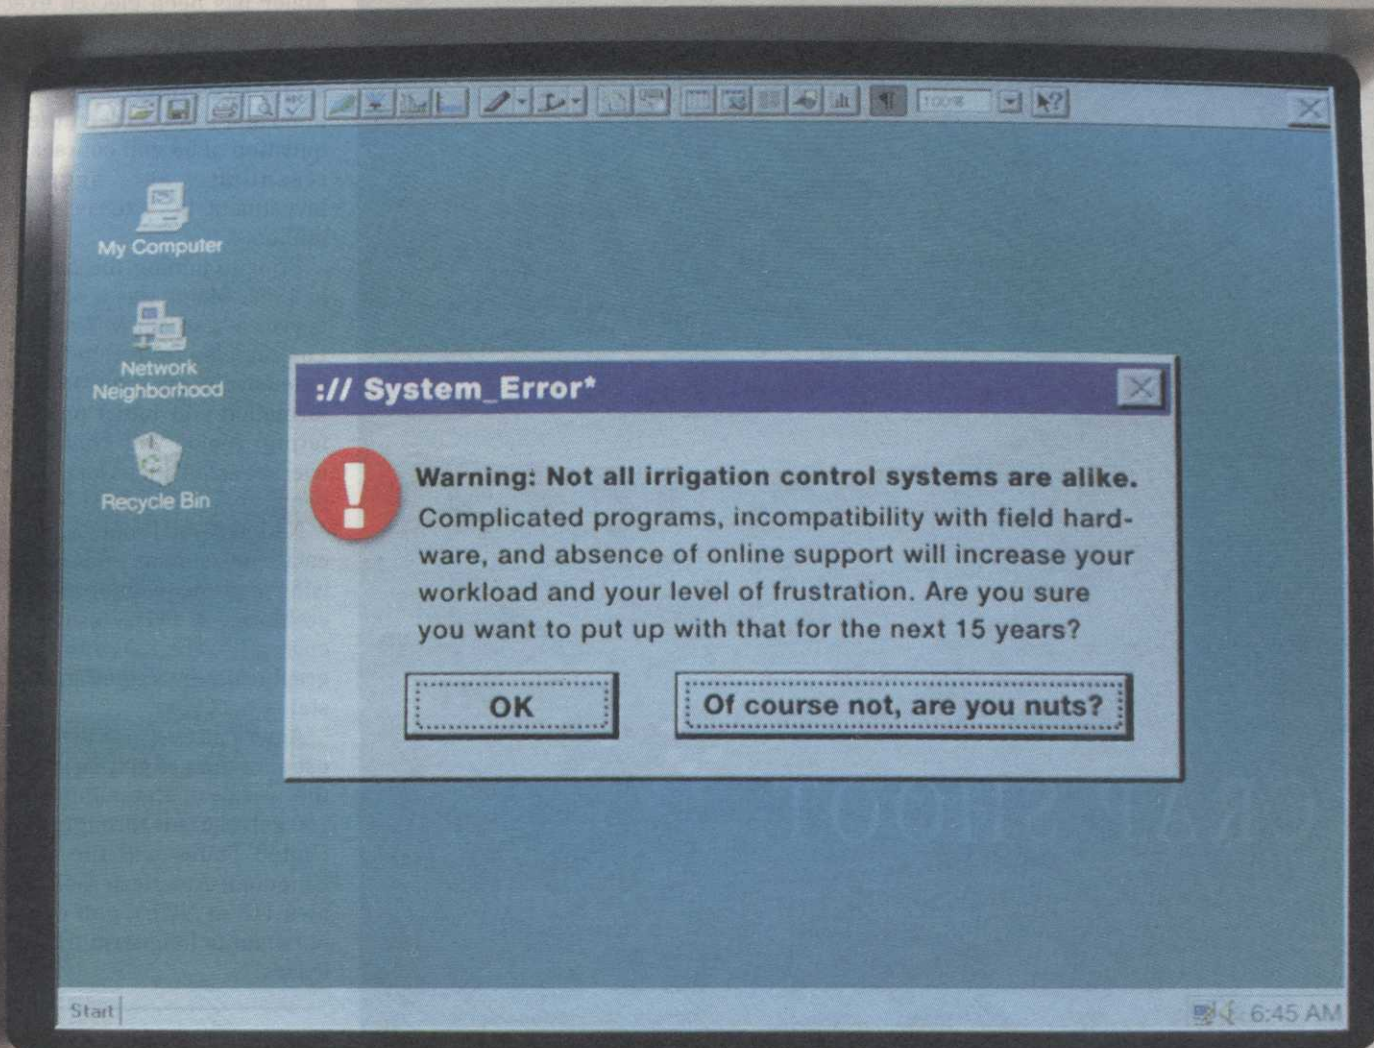 100%
My Computer
Network
Neighborhood
Recycle Bin
:// System_Error*
Warning: Not all irrigation control systems are alike.
Complicated programs, incompatibility with field hard-
ware, and absence of online support will increase your
workload and your level of frustration. Are you sure
you want to put up with that for the next 15 years?
OK
Of course not, are you nuts?
Start
6:45 AM